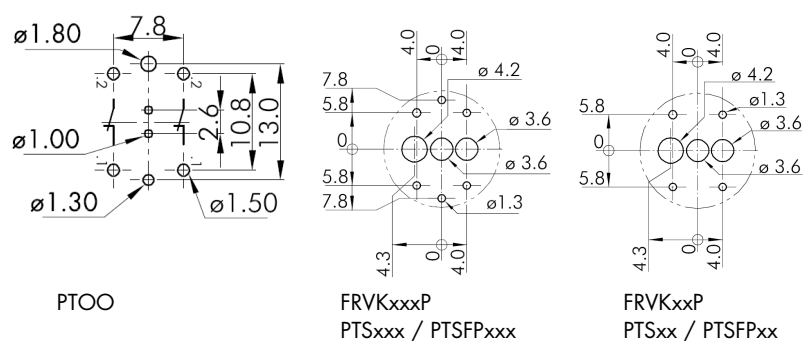 7.8
ø1.80
.2
.2
2.6
10.8
13.0
ø1.00
.1
.1
ø1.30
ø1.50
PTOO
4.0
0
4.0
ø 4.2
7.8
5.8
0
5.8
7.8
ø 3.6
ø 3.6
ø1.3
4.3
0
4.0
FRVKxxxP
PTSxxx / PTSFPxxx
4.0
0
4.0
ø 4.2
ø1.3
5.8
0
5.8
ø 3.6
ø 3.6
4.3
0
4.0
FRVKxxP
PTSxx / PTSFPxx